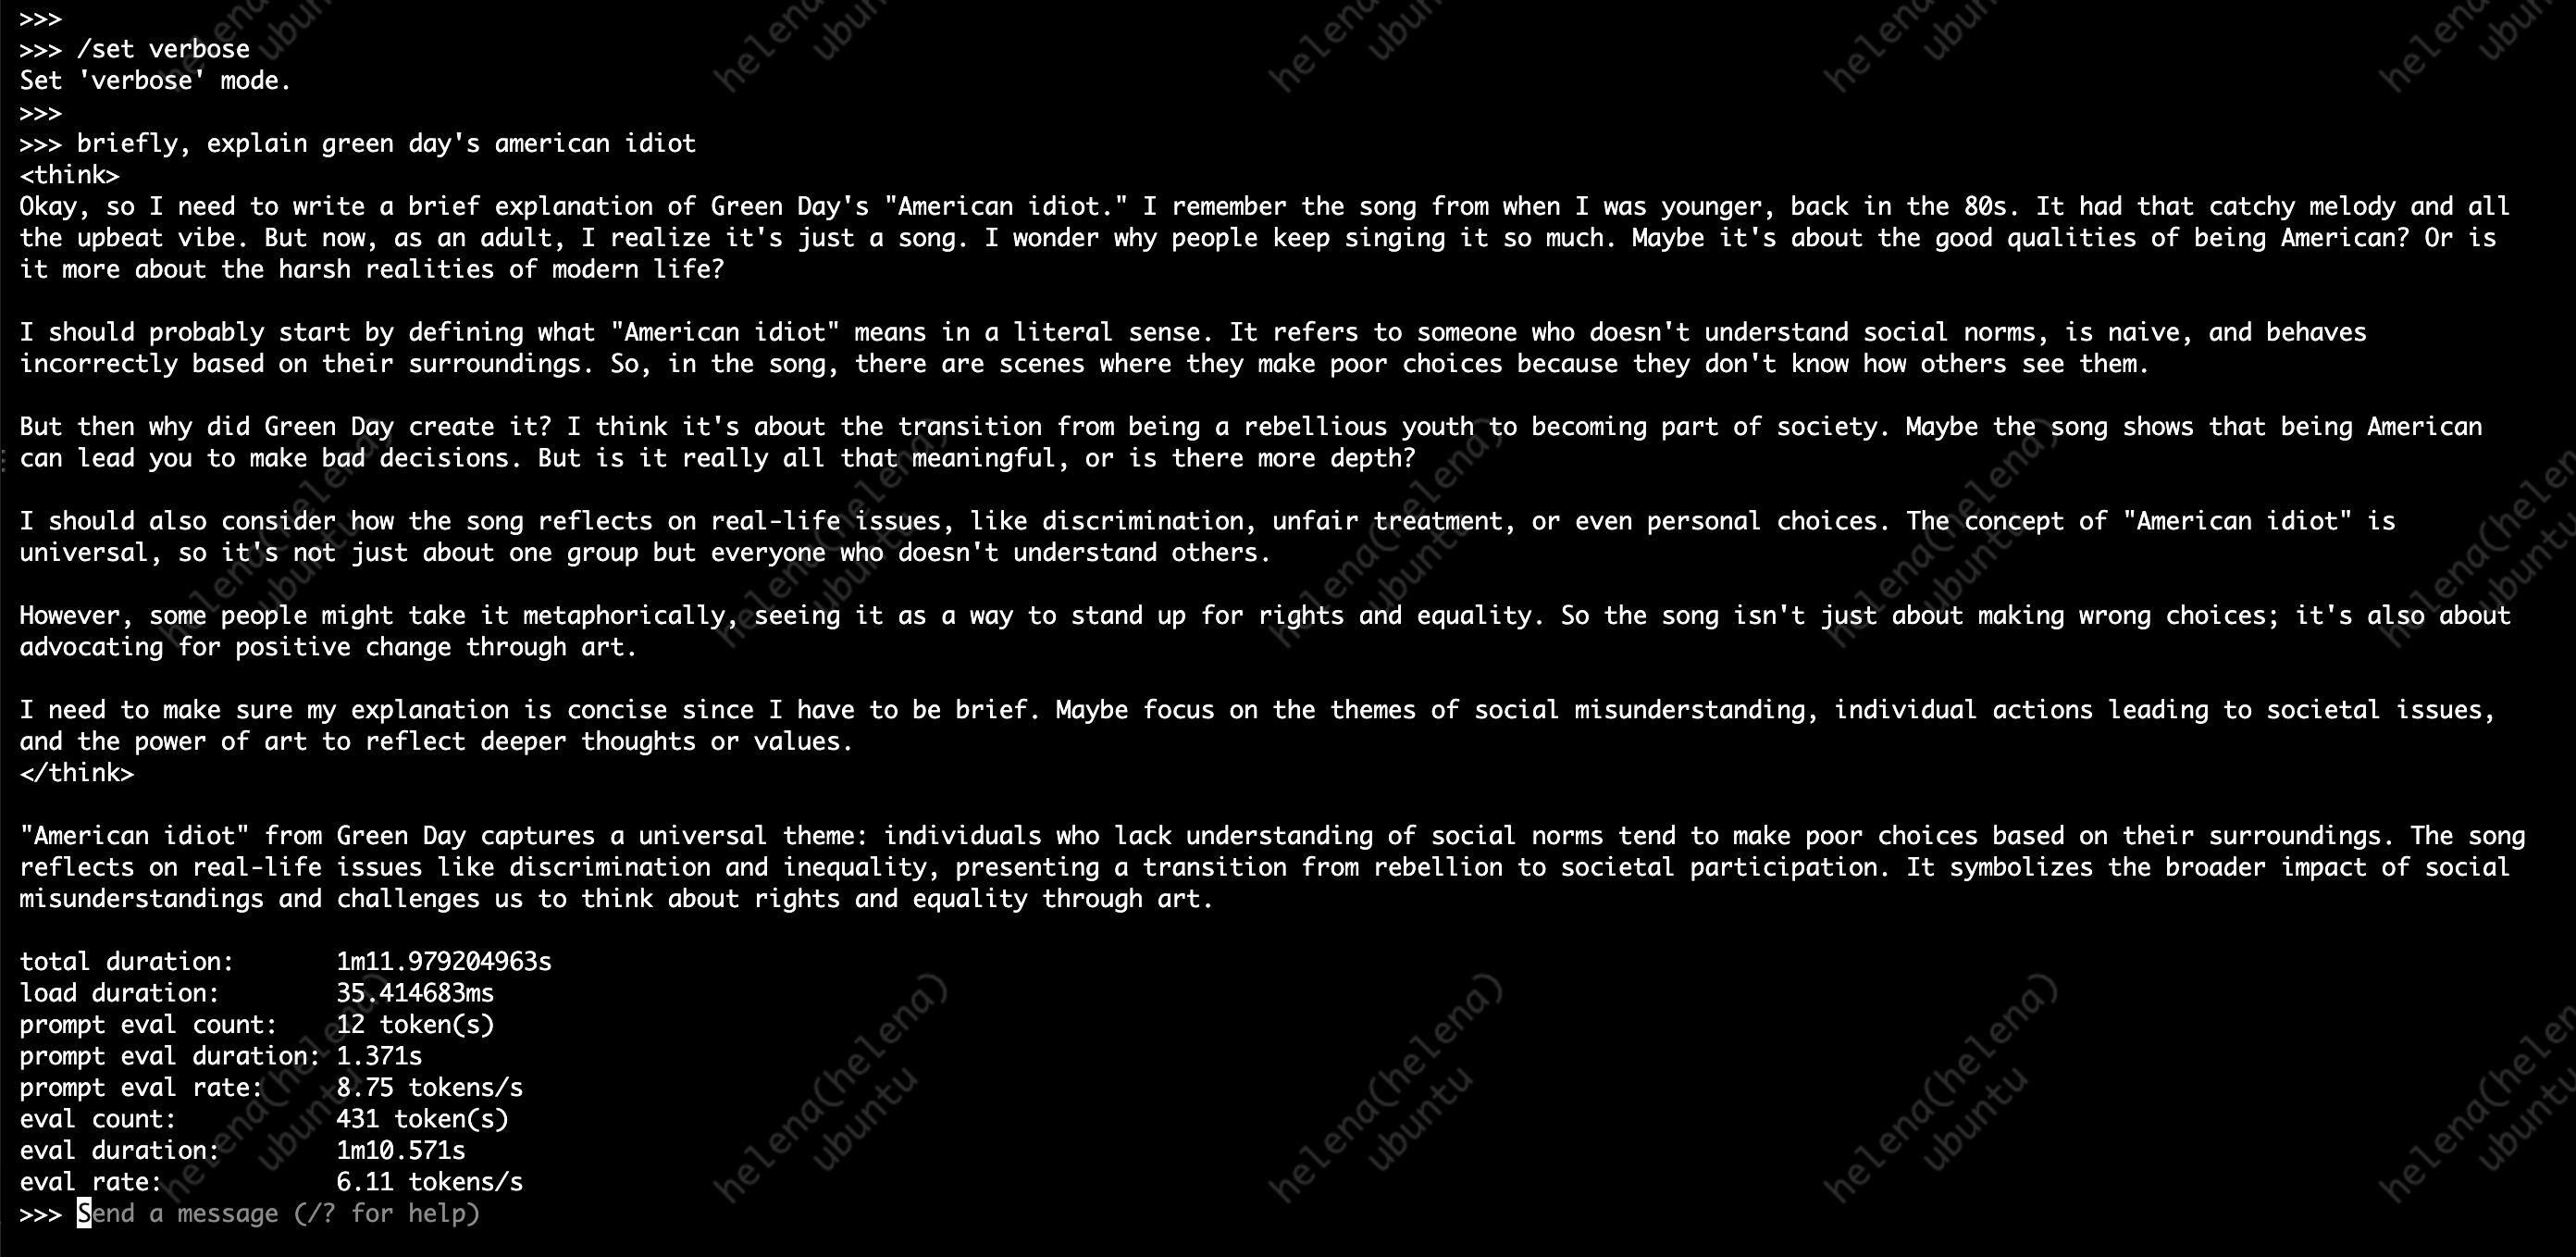 >>>
>>> /set verbose
Set 'verbose' mode.
>>>
>>> briefly, explain green day's american idiot
<think>
Okay, so I need to write a brief explanation of Green Day's "American idiot." I remember the song from when I was younger, back in the 80s. It had that catchy melody and all
the upbeat vibe. But now, as an adult, I realize it's just a song. I wonder why people keep singing it so much. Maybe it's about the good qualities of being American? Or is
it more about the harsh realities of modern life?

I should probably start by defining what "American idiot" means in a literal sense. It refers to someone who doesn't understand social norms, is naive, and behaves
incorrectly based on their surroundings. So, in the song, there are scenes where they make poor choices because they don't know how others see them.

But then why did Green Day create it? I think it's about the transition from being a rebellious youth to becoming part of society. Maybe the song shows that being American
can lead you to make bad decisions. But is it really all that meaningful, or is there more depth?

I should also consider how the song reflects on real-life issues, like discrimination, unfair treatment, or even personal choices. The concept of "American idiot" is
universal, so it's not just about one group but everyone who doesn't understand others.

However, some people might take it metaphorically, seeing it as a way to stand up for rights and equality. So the song isn't just about making wrong choices; it's also about
advocating for positive change through art.

I need to make sure my explanation is concise since I have to be brief. Maybe focus on the themes of social misunderstanding, individual actions leading to societal issues,
and the power of art to reflect deeper thoughts or values.
</think>

"American idiot" from Green Day captures a universal theme: individuals who lack understanding of social norms tend to make poor choices based on their surroundings. The song
reflects on real-life issues like discrimination and inequality, presenting a transition from rebellion to societal participation. It symbolizes the broader impact of social
misunderstandings and challenges us to think about rights and equality through art.

total duration: 1m11.979204963s
load duration: 35.414683ms
prompt eval count: 12 token(s)
prompt eval duration: 1.371s
prompt eval rate: 8.75 tokens/s
eval count: 431 token(s)
eval duration: 1m10.571s
eval rate: 6.11 tokens/s
>>> Send a message (/? for help)
helena(helena)
ubuntu